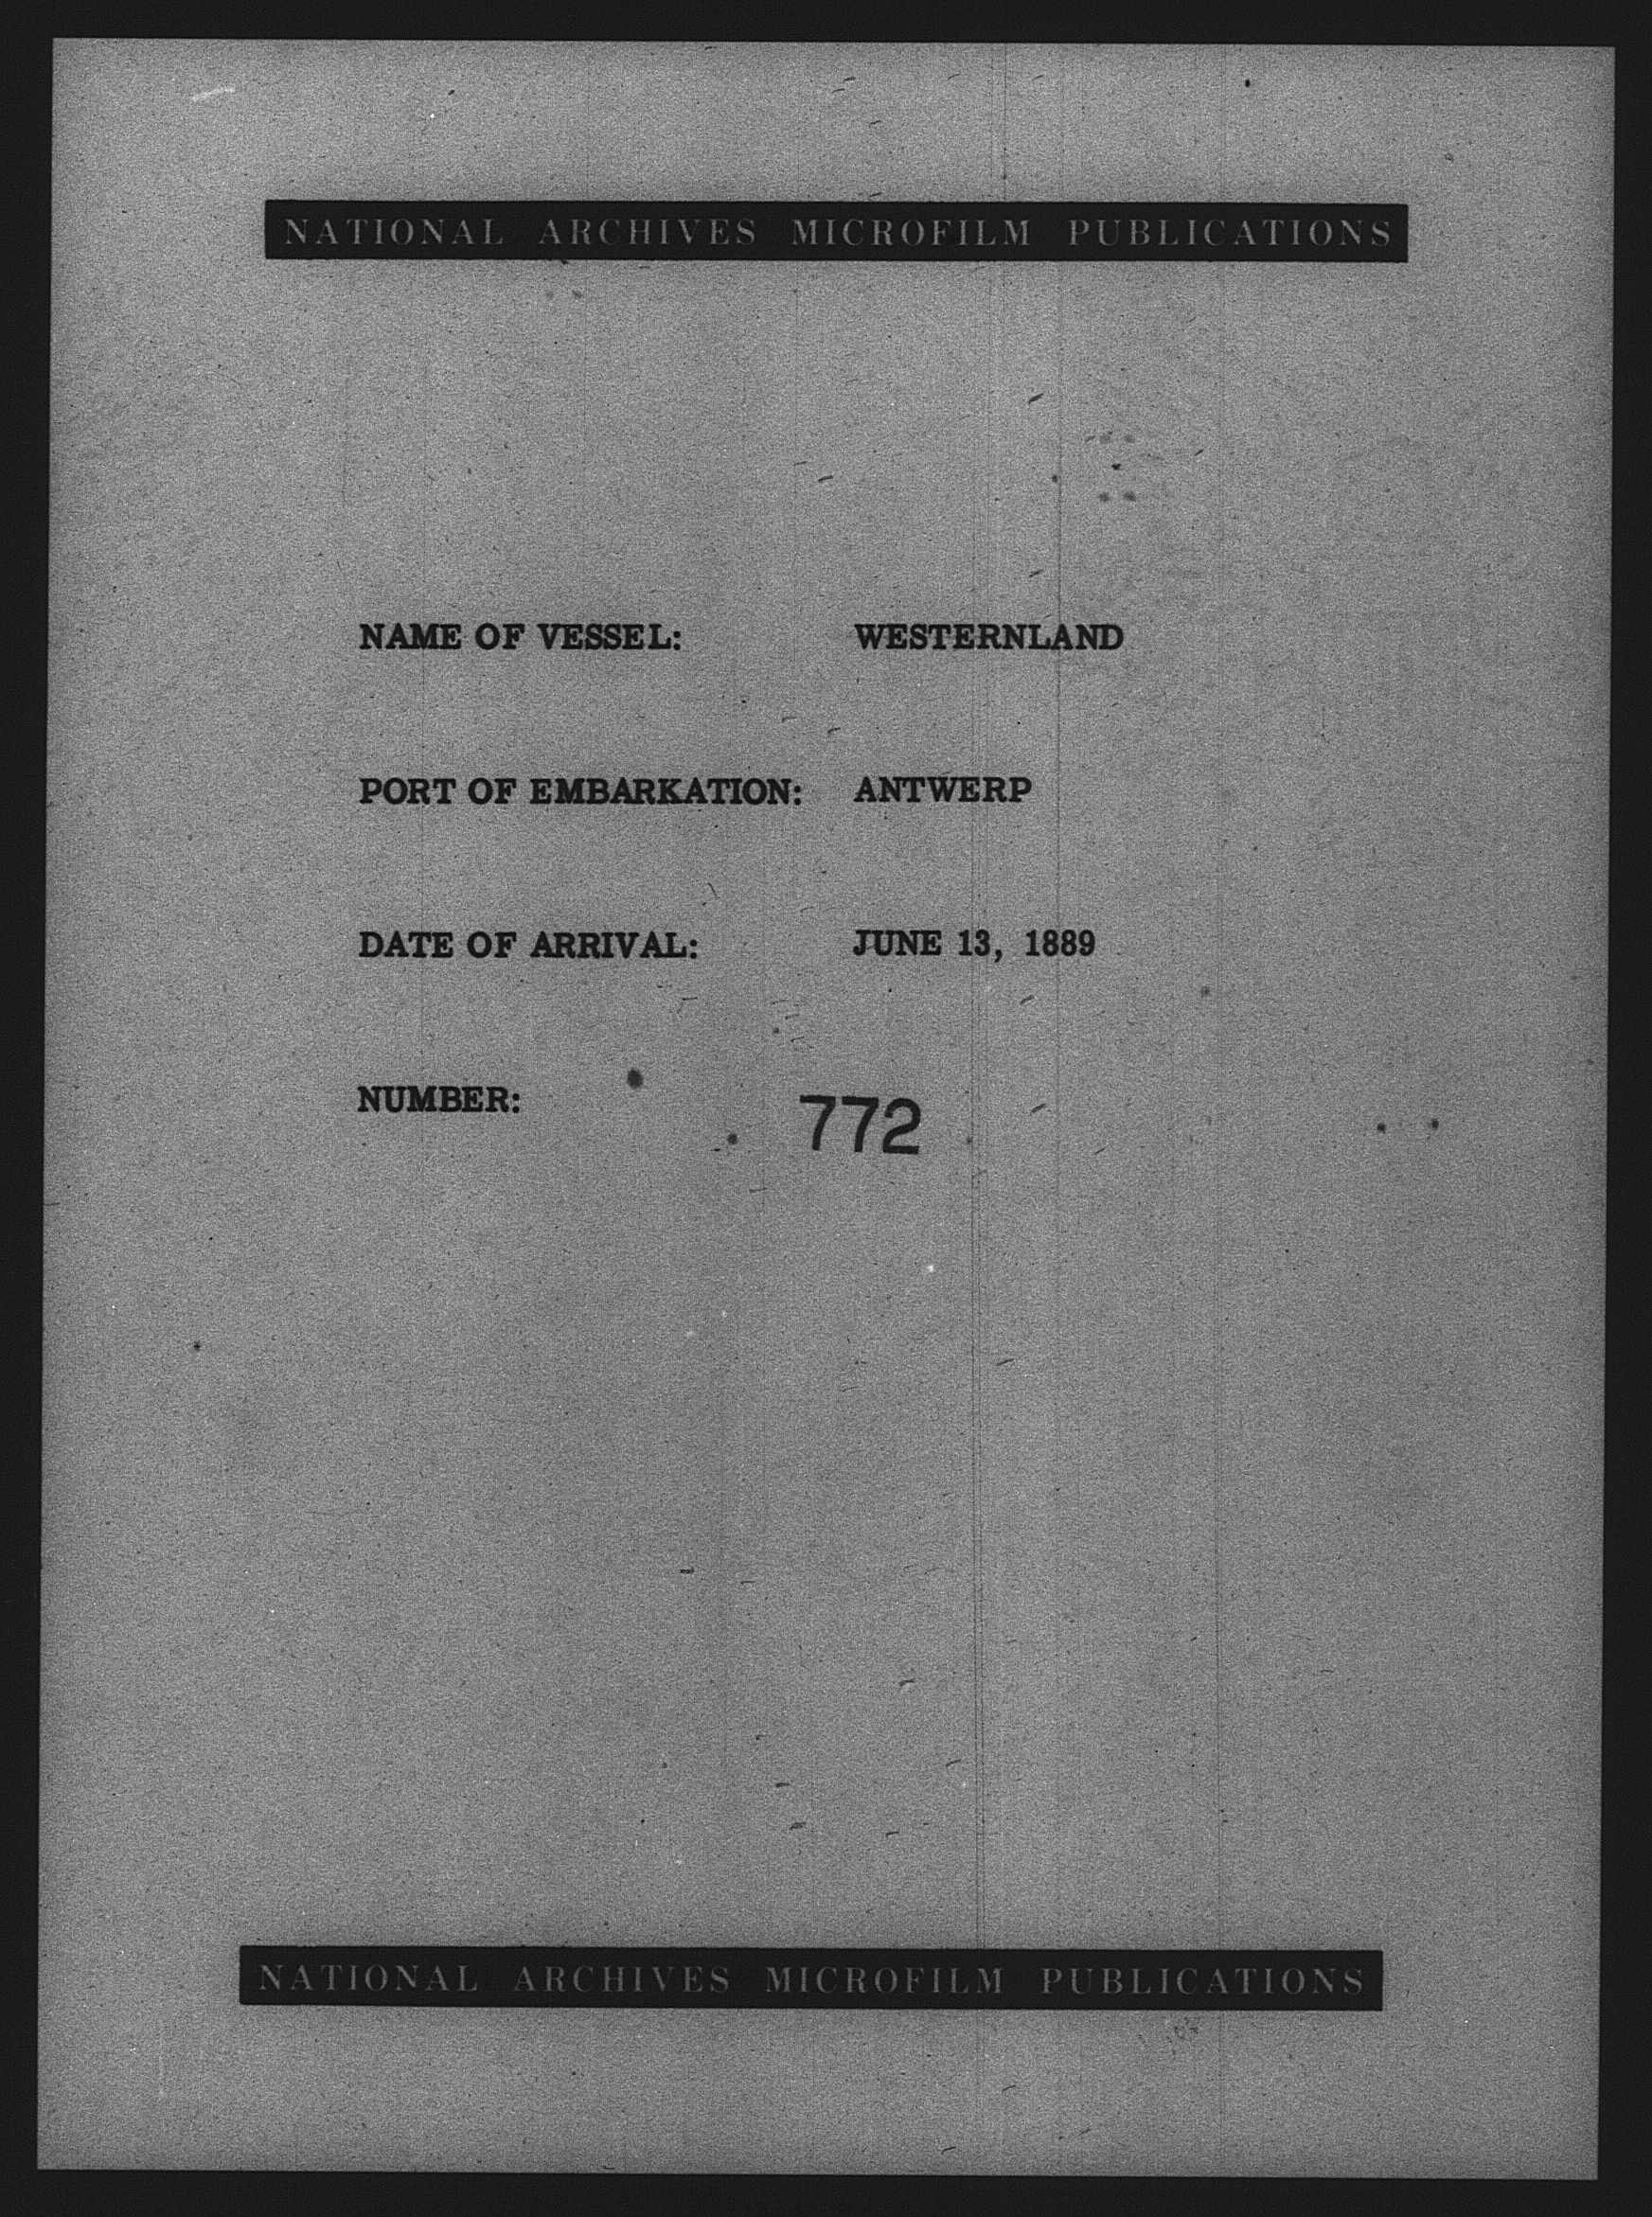 NATIONAL ARCHIVES MICROFILM PUBLICATIONS
NAME OF VESSEL: WESTERNLAND
PORT OF EMBARKATION: ANTWERP
DATE OF ARRIVAL: JUNE 13, 1889
NUMBER: 772
NATIONAL ARCHIVES MICROFILM PUBLICATIONS